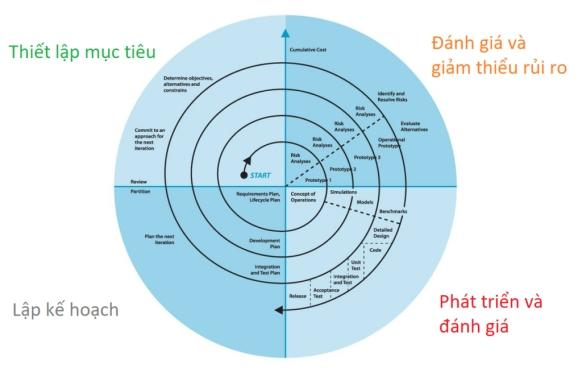 Thiết lập mục tiêu
Đánh giá và
giảm thiểu rủi ro
Cumulative Cost
Determine objectives,
alternatives and
constrains
Identify and
Resolve Risks
Risk
Analyses
Evaluate
Alternatives
Commit to an
approach for the
next iteration
Risk
Analyses
Operational
Prototype
Risk
Analyses
Prototype 3
Risk
Analyses
Prototype 2
START
Prototype 1
Review
Partition
Requirements Plan,
Lifecycle Plan
Concept of
Operations
Simulations
Models
Benchmarks
Plan the next
iteration
Development
Plan
Detailed
Design
Code
Integration
and Test Plan
Unit
Test
Integration
and Test
Acceptance
Test
Release
Lập kế hoạch
Phát triển và
đánh giá